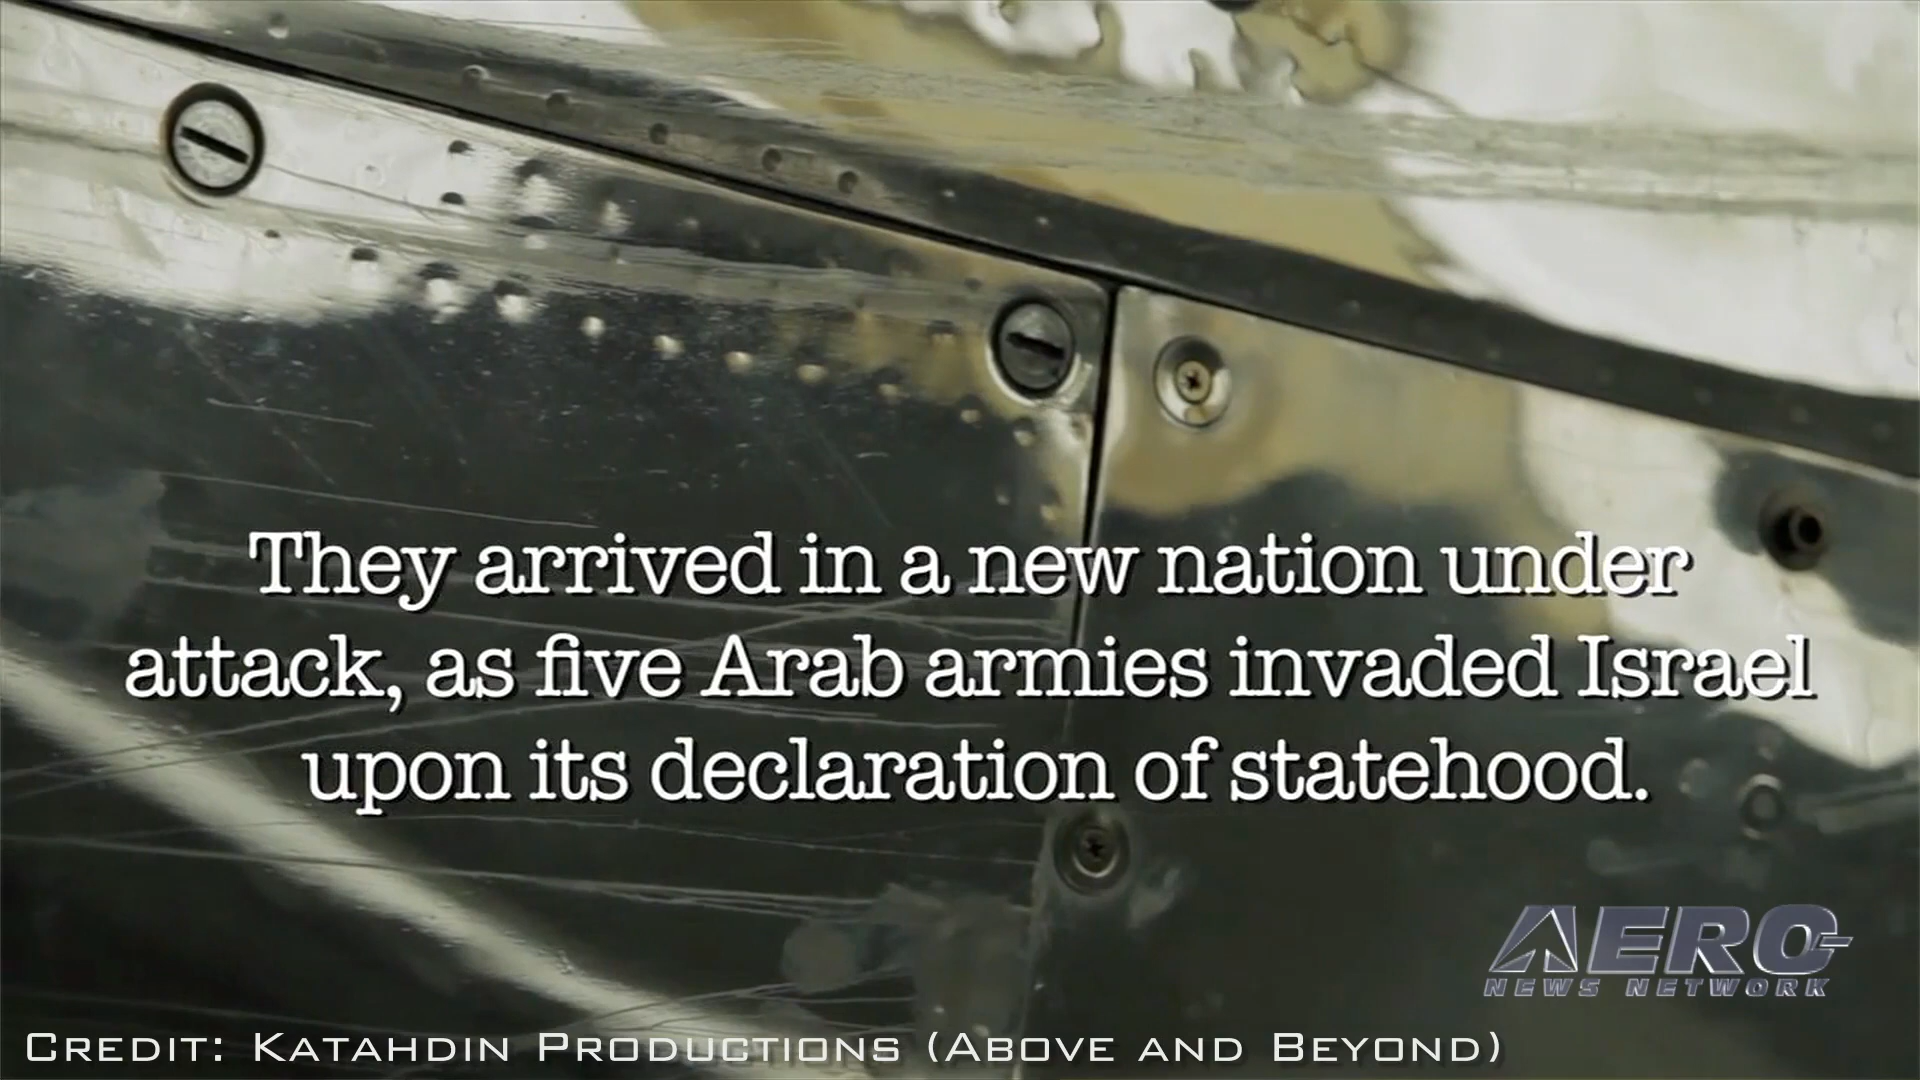 They arrived in a new nation under
attack, as five Arab armies invaded Israel
upon its declaration of statehood.
AERO
NEWS NETWORK
CREDIT: KATAHDIN PRODUCTIONS (ABOVE AND BEYOND)